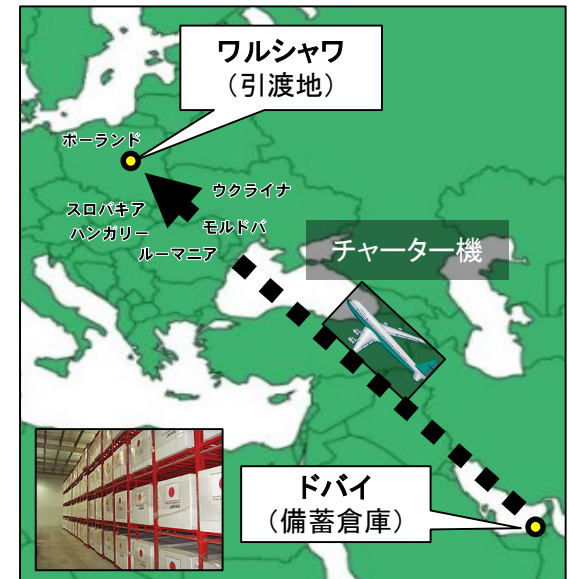 ワルシャワ
（引渡地）
ポーランド
ウクライナ
スロバキア
モルドバ
ハンガリー
ルーマニア
チャーター機
ドバイ
（備蓄倉庫）